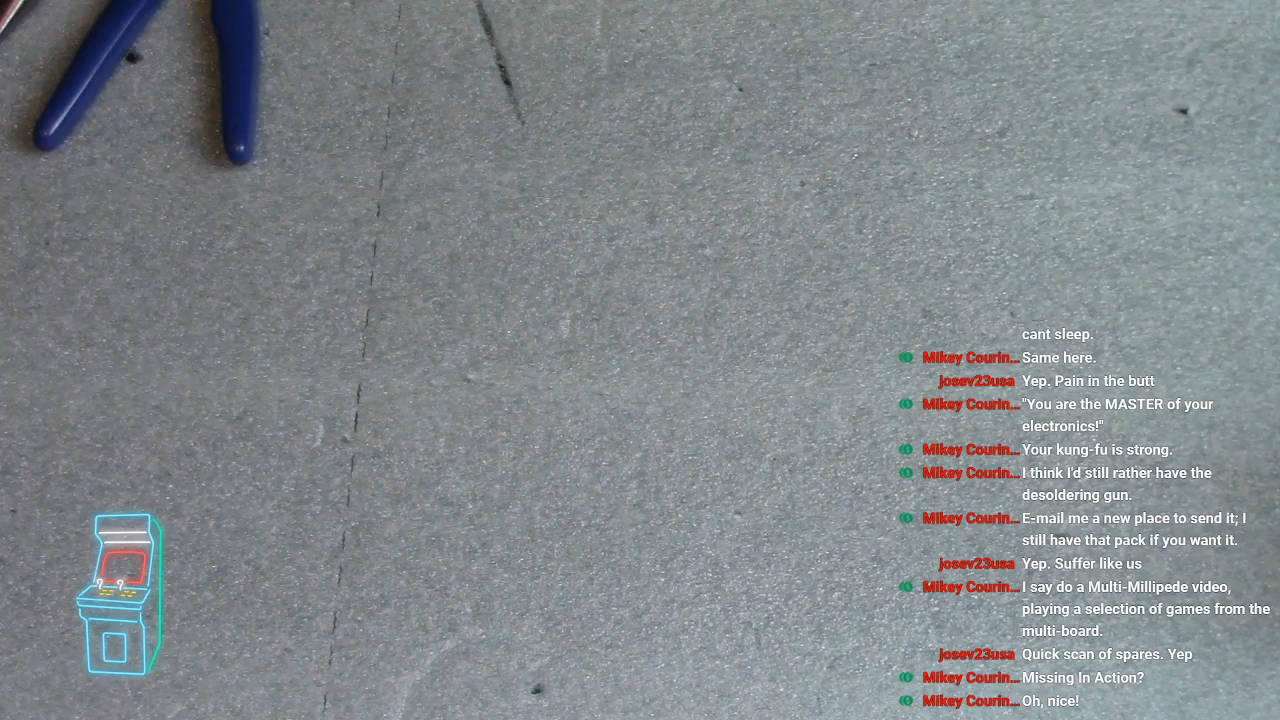 cant sleep.
Mikey Courin... Same here.
josev23usa Yep. Pain in the butt
Mikey Courin... "You are the MASTER of your
electronics!"
Mikey Courin... Your kung-fu is strong.
Mikey Courin... I think I'd still rather have the
desoldering gun.
Mikey Courin... E-mail me a new place to send it; I
still have that pack if you want it.
josev23usa Yep. Suffer like us
Mikey Courin... I say do a Multi-Millipede video,
playing a selection of games from the
multi-board.
josev23usa Quick scan of spares. Yep
Mikey Courin... Missing In Action?
Mikey Courin... Oh, nice!